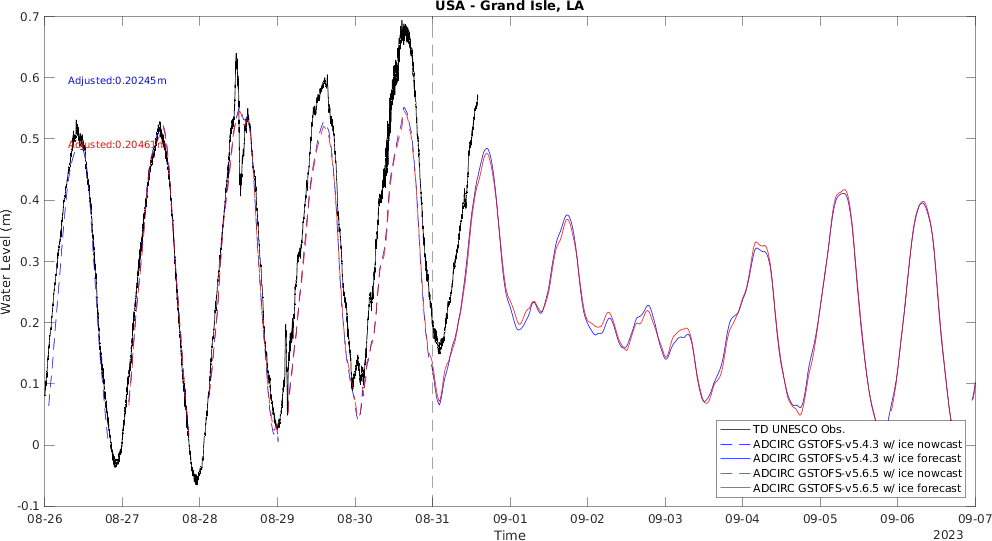 USA - Grand Isle, LA
0.7
0.6
0.5
0.4
0.3
0.2
0.1
0
-0.1
Water Level (m)
Adjusted:0.20245m
Adjusted:0.20461m
TD UNESCO Obs.
ADCIRC GSTOFS-v5.4.3 w/ ice nowcast
ADCIRC GSTOFS-v5.4.3 w/ ice forecast
ADCIRC GSTOFS-v5.6.5 w/ ice nowcast
ADCIRC GSTOFS-v5.6.5 w/ ice forecast
08-26 08-27 08-28 08-29 08-30 08-31 09-01 09-02 09-03 09-04 09-05 09-06 09-07
Time
2023